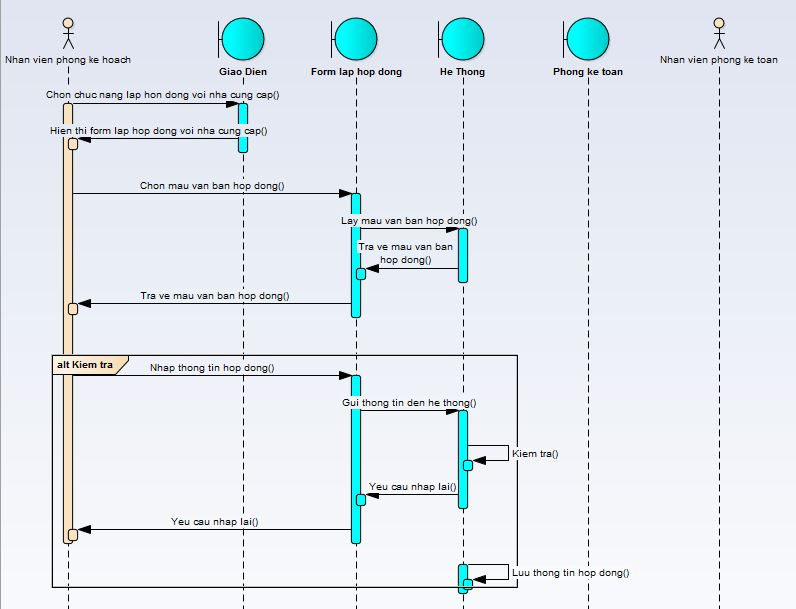 Nhan vien phong ke hoach
Giao Dien
Form lap hop dong
He Thong
Phong ke toan
Nhan vien phong ke toan
Chon chuc nang lap hon dong voi nha cung cap()
Hien thi form lap hop dong voi nha cung cap()
Chon mau van ban hop dong()
Lay mau van ban hop dong()
Tra ve mau van ban
hop dong()
Tra ve mau van ban hop dong()
alt Kiem tra
Nhap thong tin hop dong()
Gui thong tin den he thong()
Kiem tra()
Yeu cau nhap lai()
Yeu cau nhap lai()
Luu thong tin hop dong()